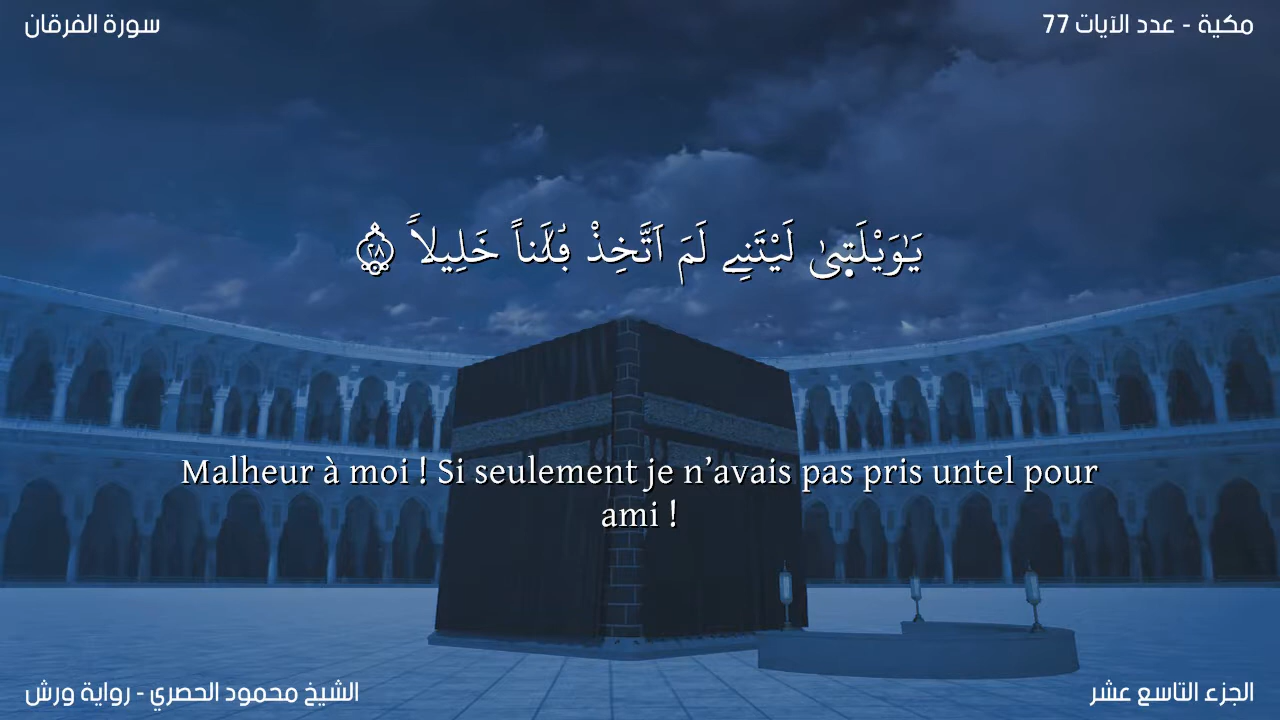 سورة الفرقان
مكية - عدد الآيات 77
يَٰوَيْلَت۪يٰ لَيْتَنِے لَمَ اَتَّخِذْ فُلَٰناً خَلِيلاٗۖ ٢٨
Malheur à moi ! Si seulement je n’avais pas pris untel pour
ami !
الشيخ محمود الحصري - رواية ورش
الجزء التاسع عشر